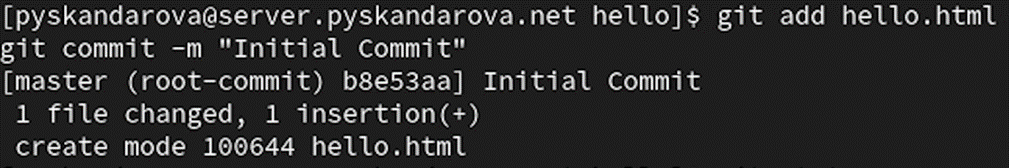 [pyskandarova@server.pyskandarova.net hello]$ git add hello.html
git commit -m "Initial Commit"
[master (root-commit) b8e53aa] Initial Commit
 1 file changed, 1 insertion(+)
 create mode 100644 hello.html